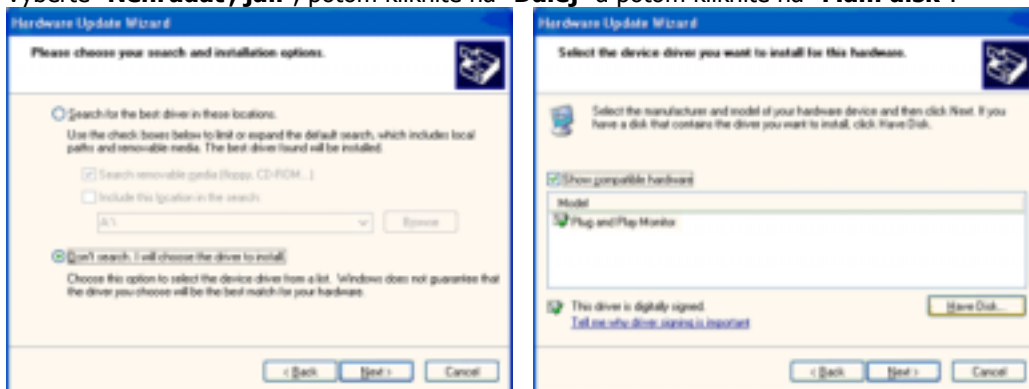 Vyberte "Nehľadať, ja..." potom kliknite na "Ďalej" a potom kliknite na "Mám disk".
Hardware Update Wizard
Please choose your search and installation options.
Search for the best driver in these locations.
Use the check boxes below to limit or expand the default search, which includes local
paths and removable media. The best driver found will be installed.
Search removable media (floppy, CD-ROM...)
Include this location in the search:
A:\
Browse
Don't search. I will choose the driver to install.
Choose this option to select the device driver from a list. Windows does not guarantee that
the driver you choose will be the best match for your hardware.
< Back
Next >
Cancel
Hardware Update Wizard
Select the device driver you want to install for this hardware.
Select the manufacturer and model of your hardware device and then click Next. If you
have a disk that contains the driver you want to install, click Have Disk.
Show compatible hardware
Model
Plug and Play Monitor
This driver is digitally signed.
Tell me why driver signing is important
Have Disk...
< Back
Next >
Cancel